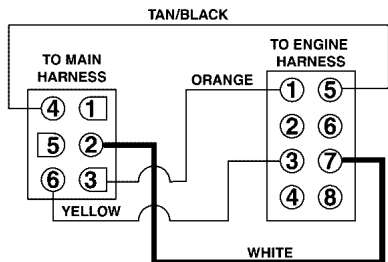 TAN/BLACK
TO MAIN
HARNESS
TO ENGINE
HARNESS
ORANGE
4 1
5 2
6 3
1 5
2 6
3 7
4 8
YELLOW
WHITE